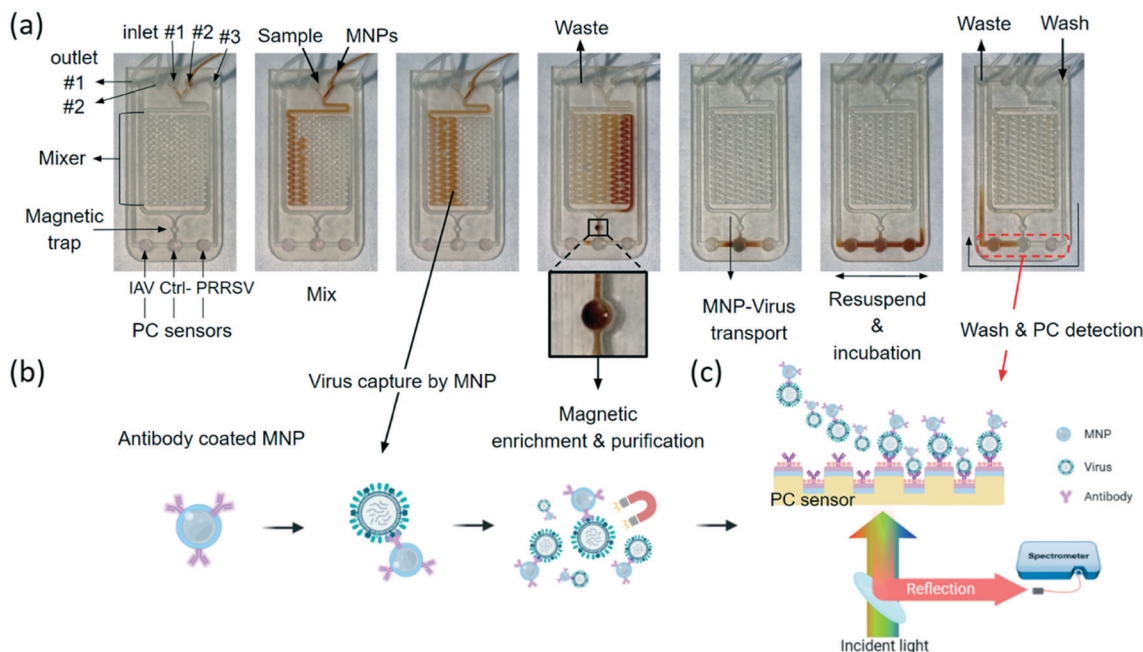 (a)
inlet #1 #2 #3
outlet
#1
#2
Mixer
Magnetic
trap
IAV Ctrl- PRRSV
PC sensors
Sample
MNPs
Mix
Waste
MNP-Virus
transport
Resuspend
&
incubation
Waste
Wash
Wash & PC detection
(b)
Virus capture by MNP
Magnetic
enrichment & purification
Antibody coated MNP
(c)
MNP
Virus
Antibody
PC sensor
Spectrometer
Reflection
Incident light